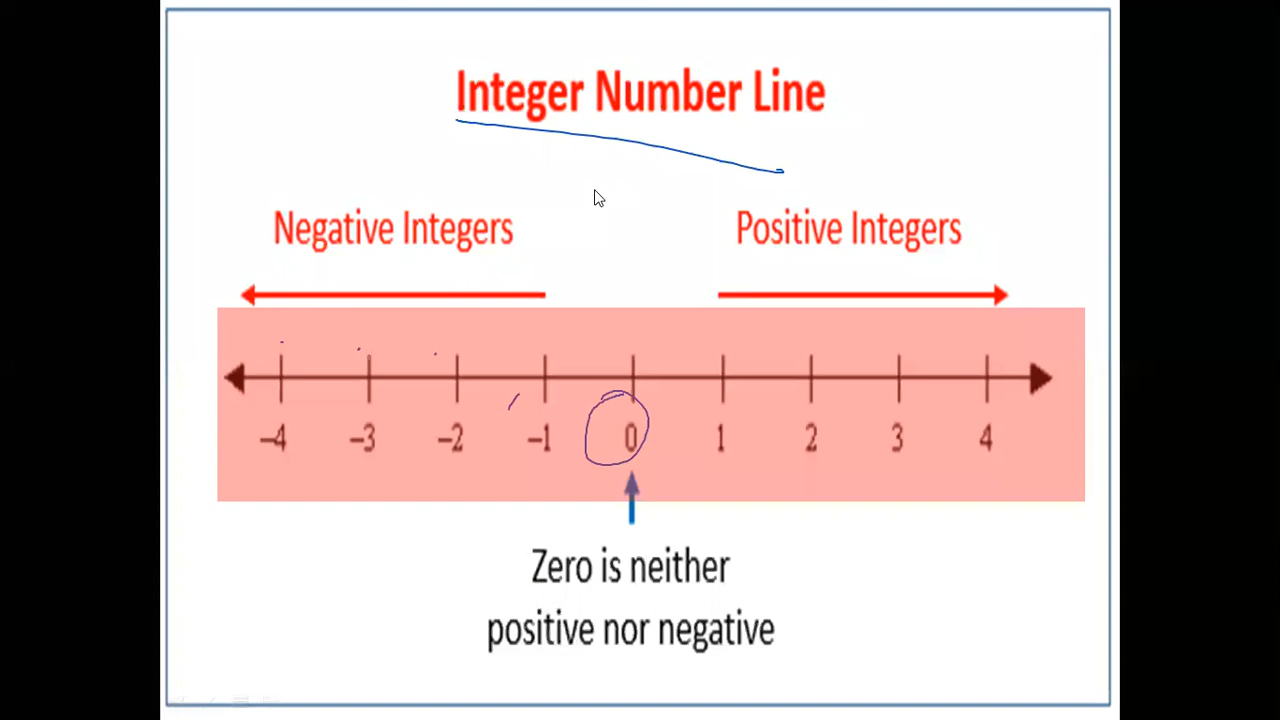 Integer Number Line
Negative Integers Positive Integers
–4 –3 –2 –1 0 1 2 3 4
Zero is neither
positive nor negative